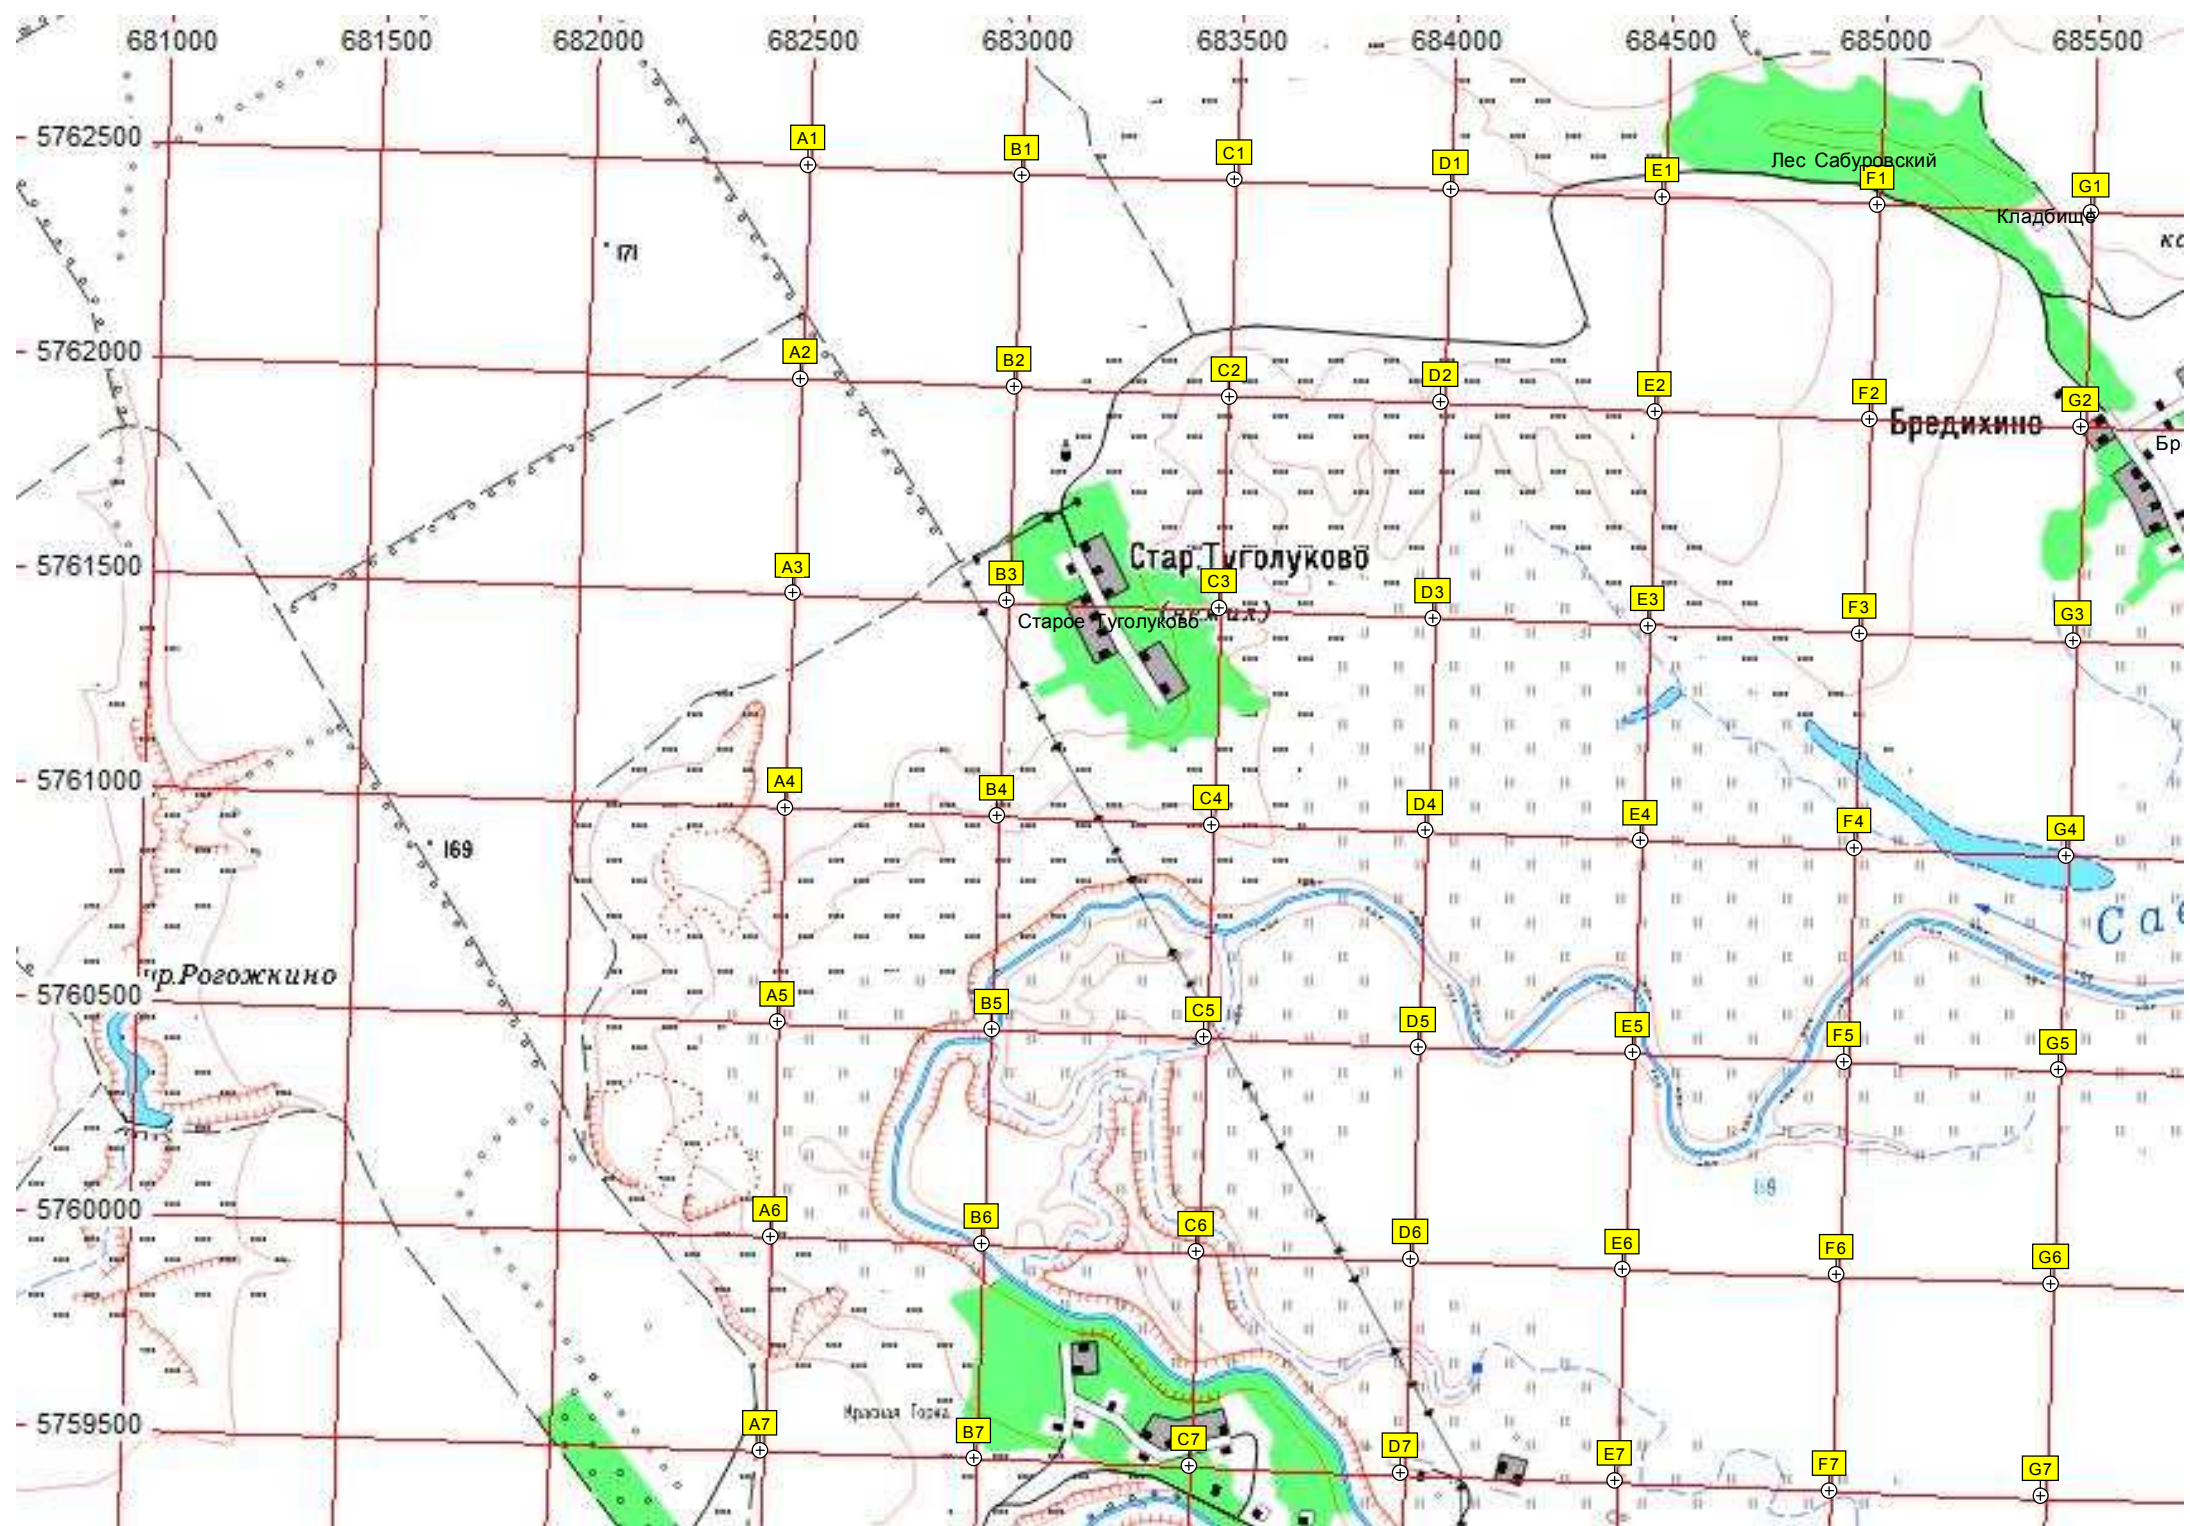 681000 681500 682000 682500 683000 683500 684000 684500 685000 685500
5762500
A1 B1 C1 D1 E1 F1 G1
Лес Сабуровский
Кладбище
171
5762000
A2 B2 C2 D2 E2 F2 G2
Бредихино
Бр
5761500
Стар. Туголуково
A3 B3 C3 D3 E3 F3 G3
Старое Туголуково
5761000
A4 B4 C4 D4 E4 F4 G4
169
Са
ур.Рогожкино
5760500
A5 B5 C5 D5 E5 F5 G5
5760000
A6 B6 C6 D6 E6 F6 G6
Красная Горка
5759500
A7 B7 C7 D7 E7 F7 G7